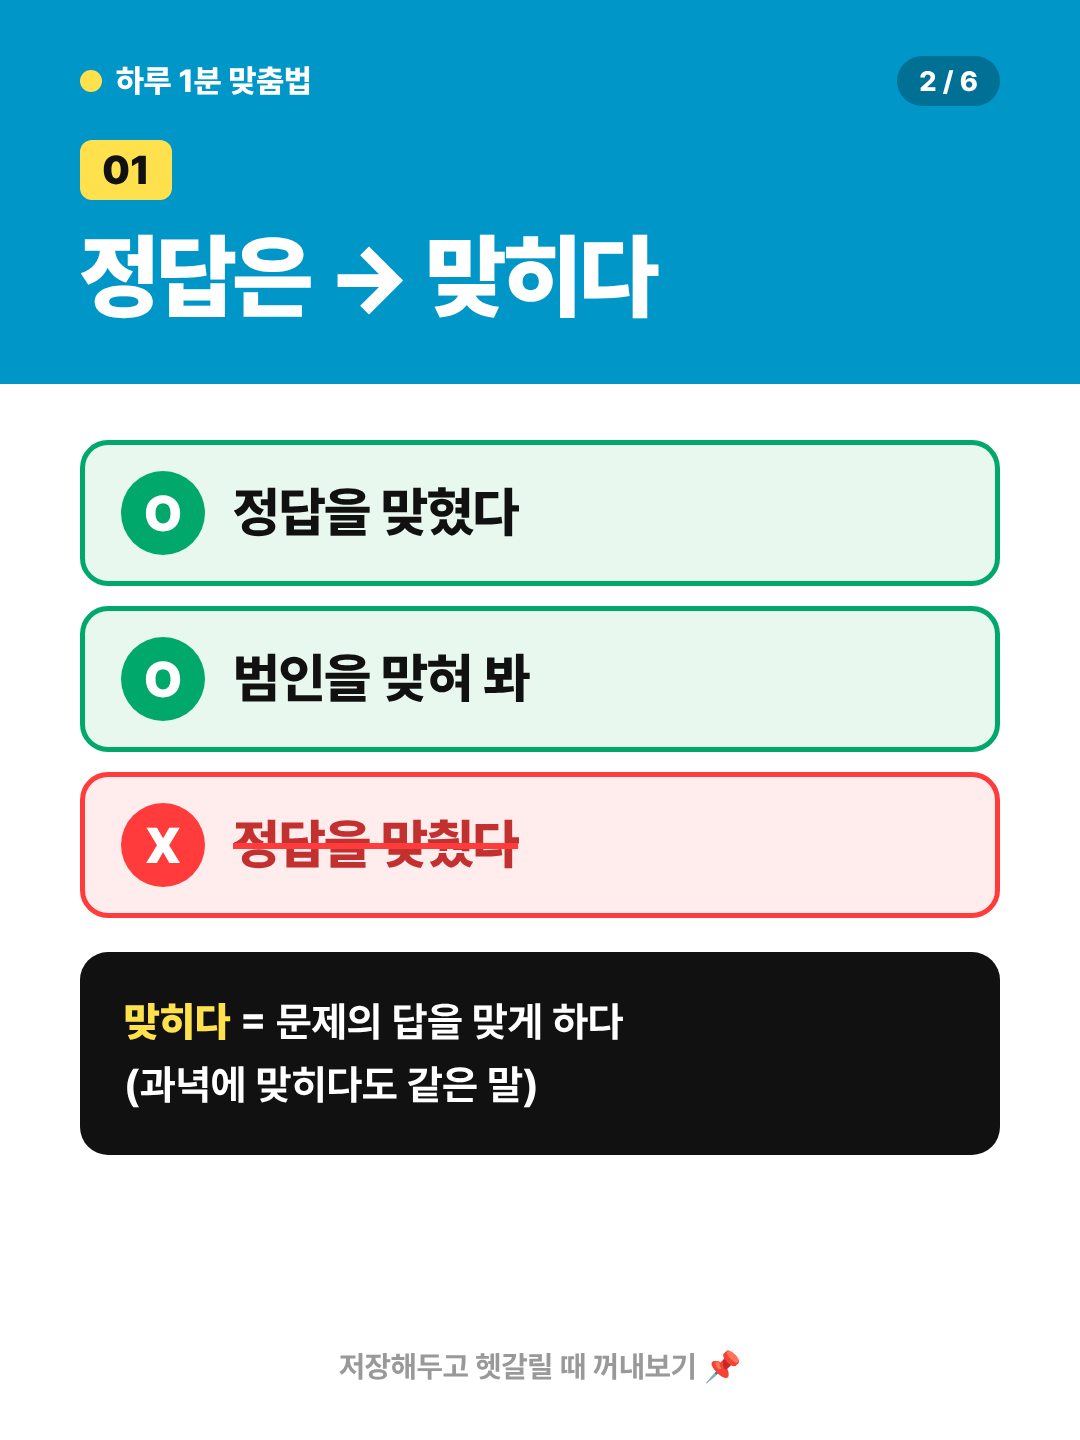 하루 1분 맞춤법
2 / 6
01
정답은 → 맞히다
O 정답을 맞혔다
O 범인을 맞혀 봐
X 정답을 맞췄다
맞히다 = 문제의 답을 맞게 하다
(과녁에 맞히다도 같은 말)
저장해두고 헷갈릴 때 꺼내보기 📌